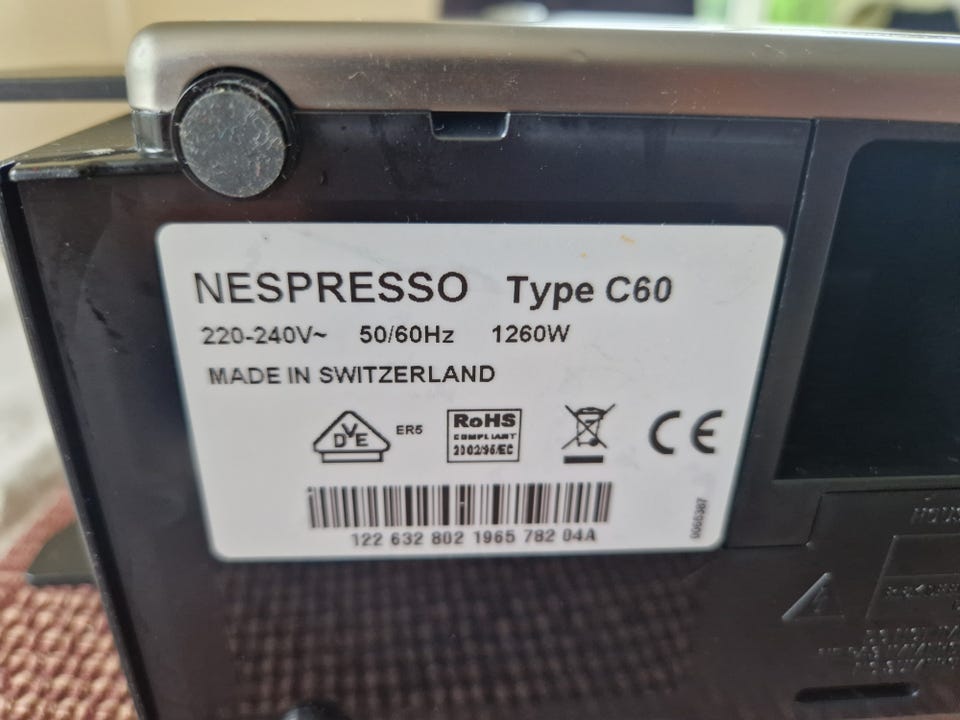 NESPRESSO Type C60
220-240V~ 50/60Hz 1260W
MADE IN SWITZERLAND
DVE ER5
RoHS
COMPLIANT
2002/95/EC
CE
122 632 802 1965 782 04A